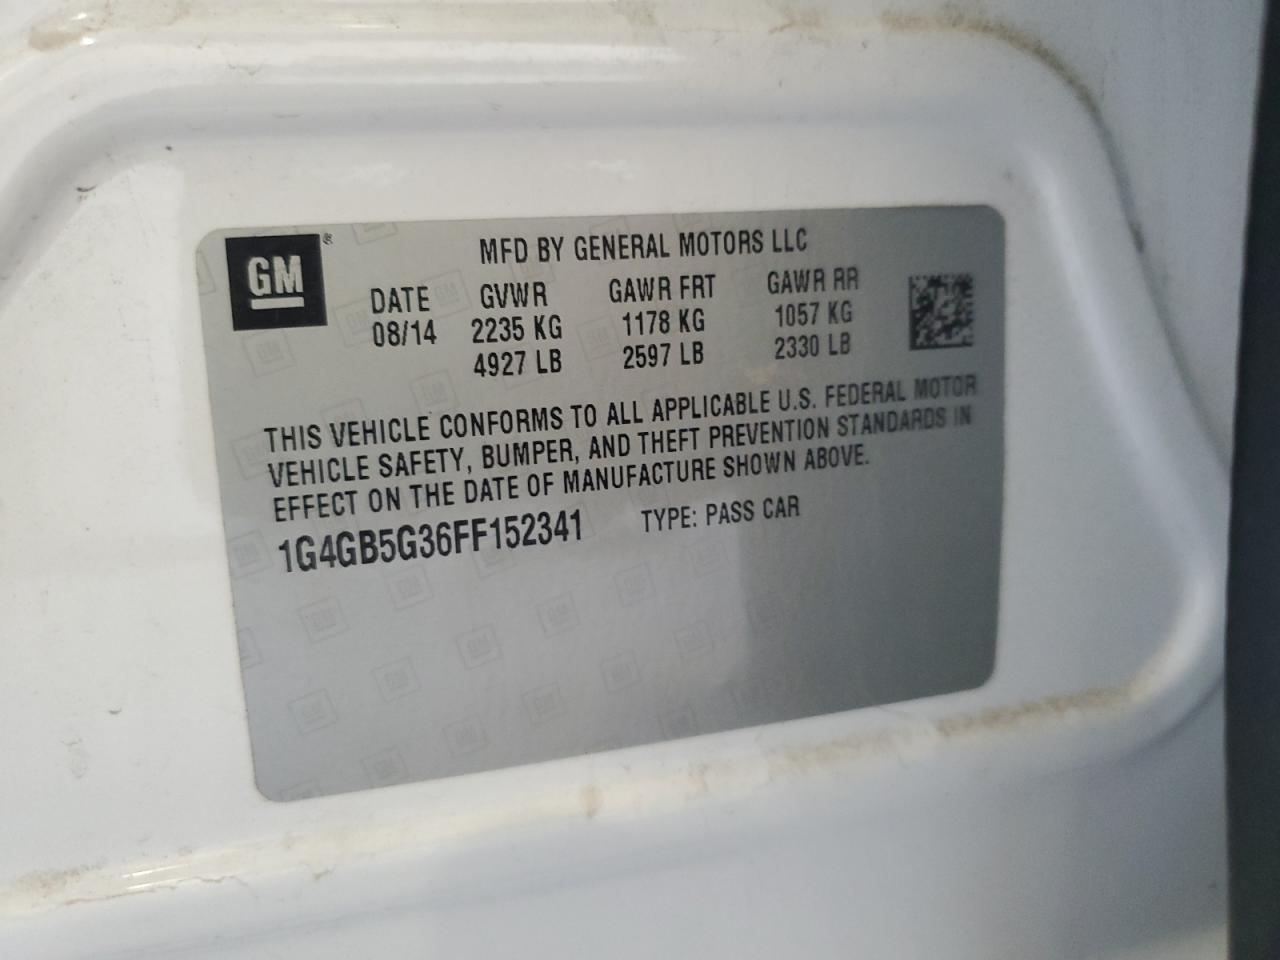 GM®
MFD BY GENERAL MOTORS LLC
DATE GVWR GAWR FRT GAWR RR
08/14 2235 KG 1178 KG 1057 KG
4927 LB 2597 LB 2330 LB
THIS VEHICLE CONFORMS TO ALL APPLICABLE U.S. FEDERAL MOTOR
VEHICLE SAFETY, BUMPER, AND THEFT PREVENTION STANDARDS IN
EFFECT ON THE DATE OF MANUFACTURE SHOWN ABOVE.
1G4GB5G36FF152341 TYPE: PASS CAR